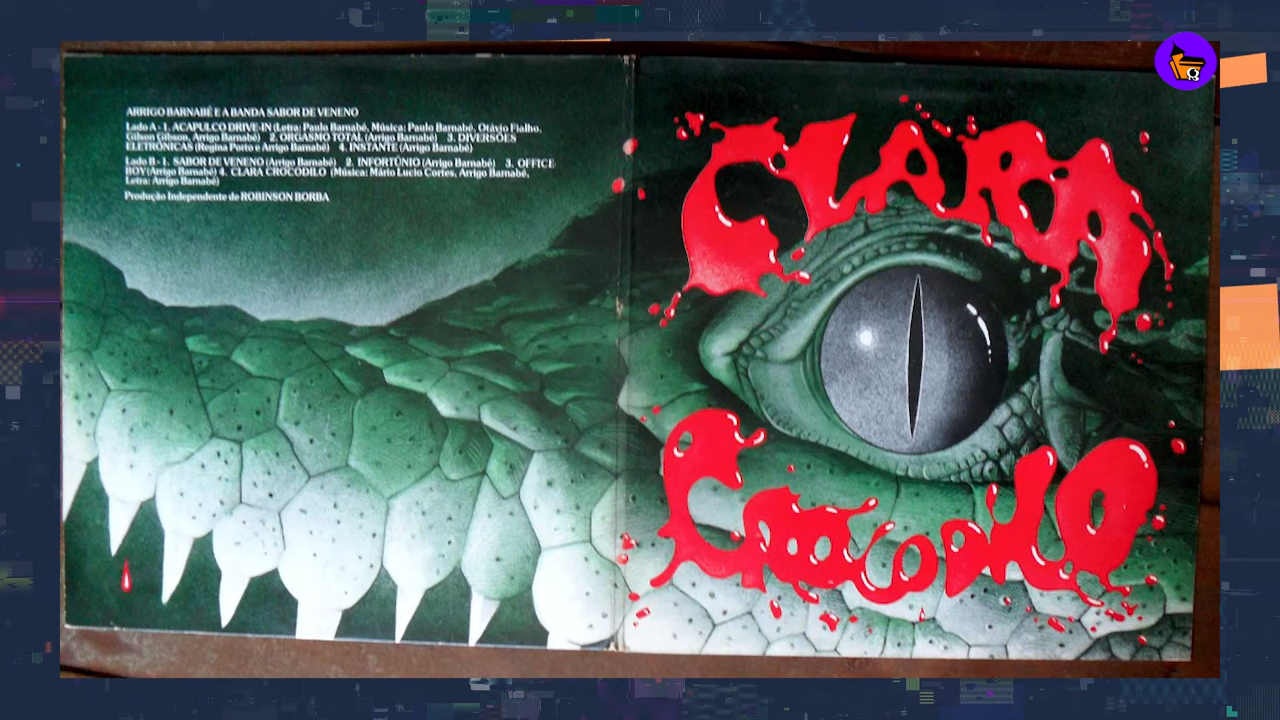 ARRIGO BARNABÉ E A BANDA SABOR DE VENENO
Lado A - 1. ACAPULCO DRIVE-IN (Letra: Paulo Barnabé, Música: Paulo Barnabé, Otávio Fialho,
Gilson Gibson, Arrigo Barnabé) 2. ORGASMO TOTAL (Arrigo Barnabé) 3. DIVERSÕES
ELETRÔNICAS (Regina Porto e Arrigo Barnabé) 4. INSTANTE (Arrigo Barnabé)
Lado B - 1. SABOR DE VENENO (Arrigo Barnabé) 2. INFORTÚNIO (Arrigo Barnabé) 3. OFFICE
BOY (Arrigo Barnabé) 4. CLARA CROCODILO (Música: Mário Lucio Cortes, Arrigo Barnabé,
Letra: Arrigo Barnabé)
Produção Independente de ROBINSON BORBA
CLARA
CROCODILO